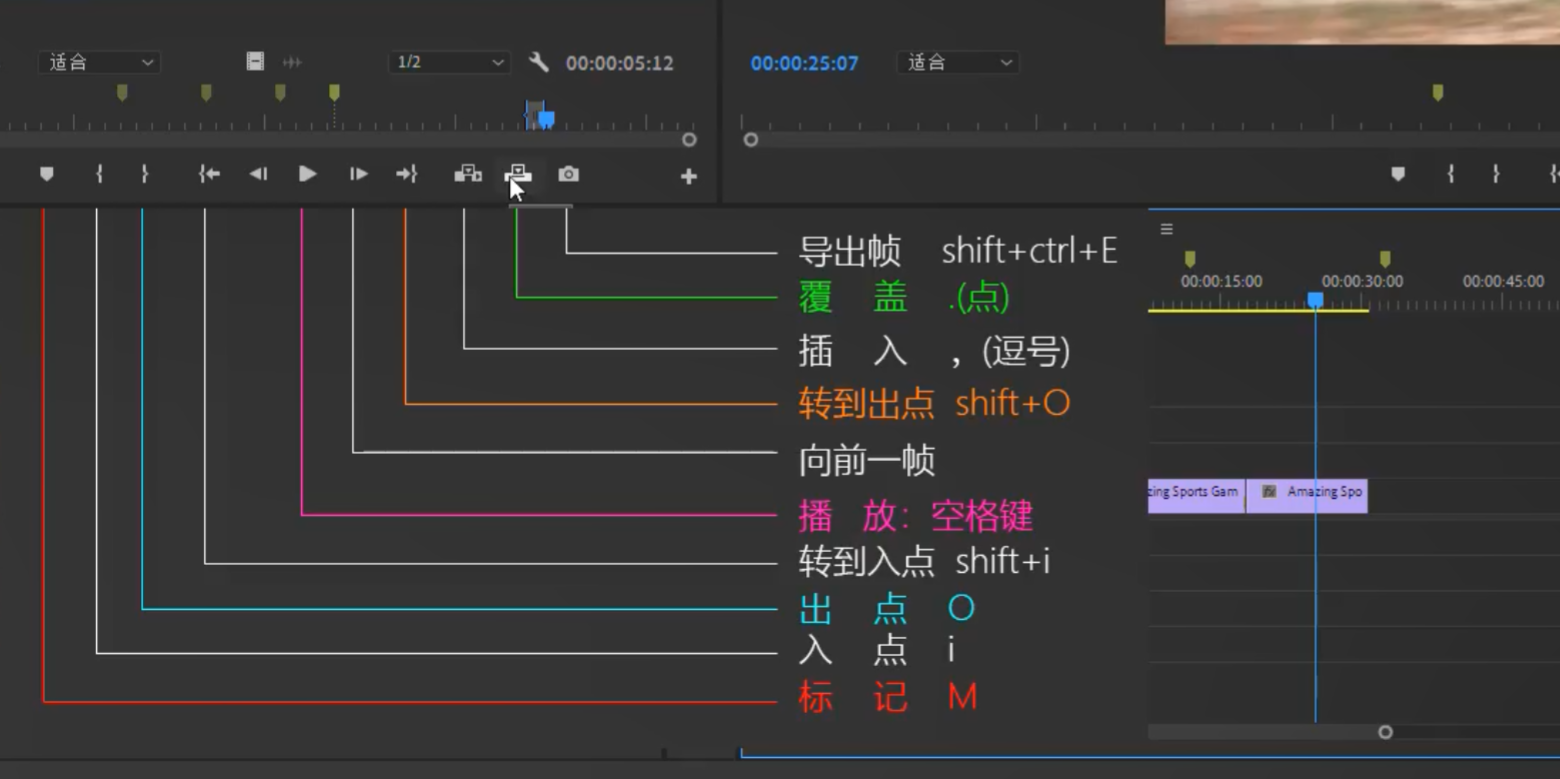 适合
1/2
00:00:05:12
00:00:25:07
适合
导出帧 shift+ctrl+E
覆 盖 .(点)
插 入 ，(逗号)
转到出点 shift+O
向前一帧
播 放：空格键
转到入点 shift+i
出 点 O
入 点 i
标 记 M
00:00:15:00 00:00:30:00 00:00:45:00
zing Sports Gam
fx Amazing Spo